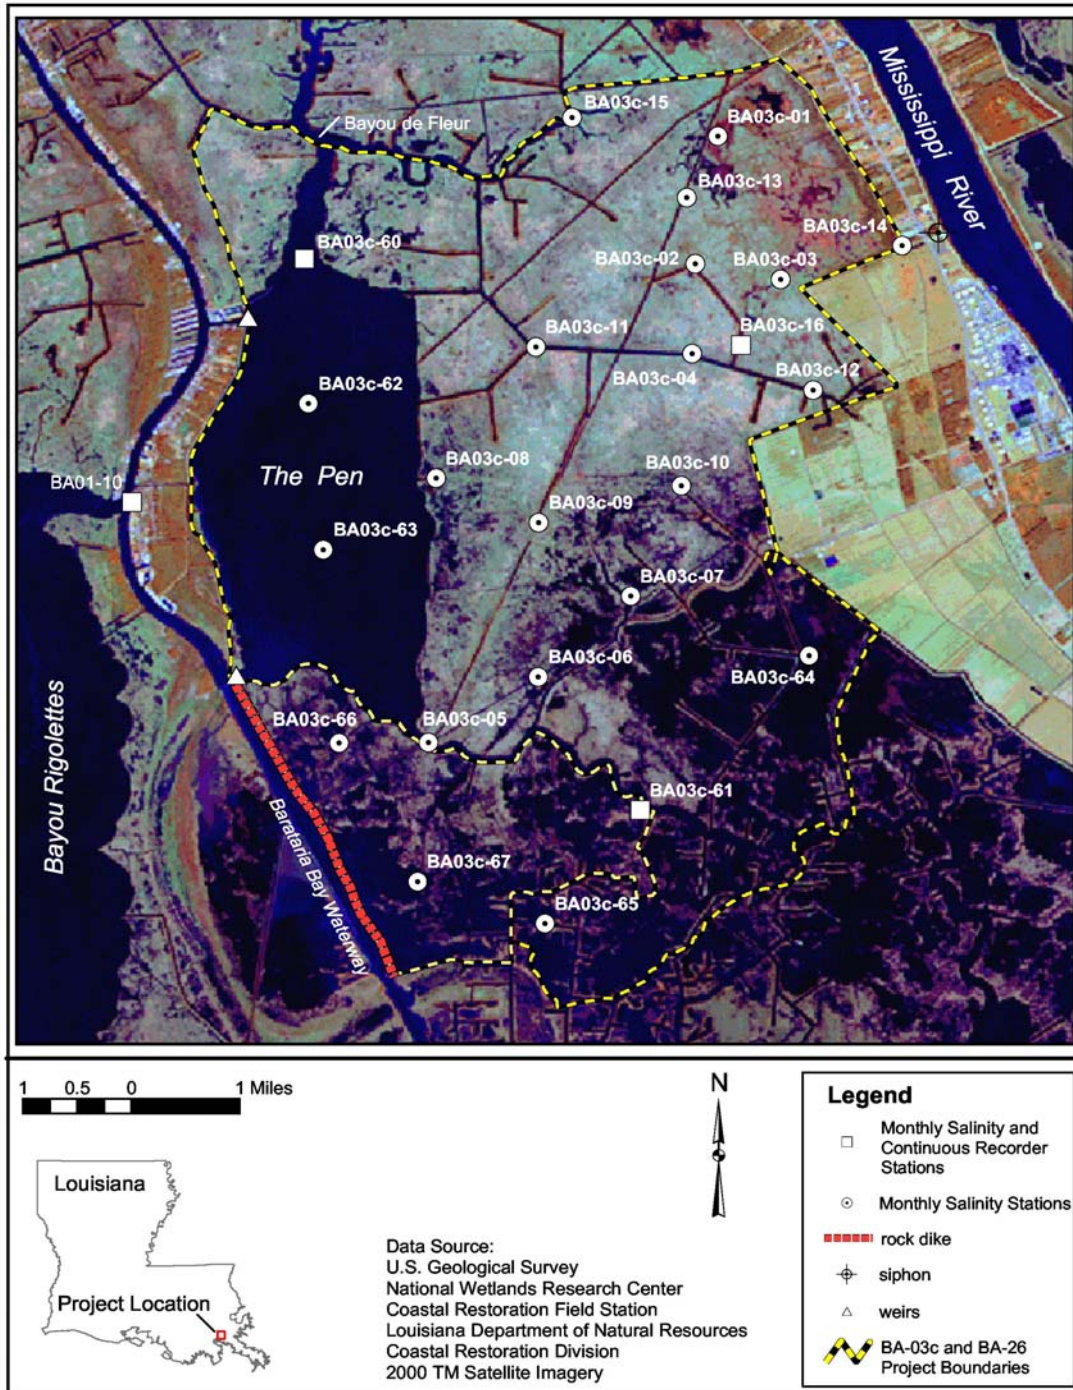 Mississippi River
BA03c-15
BA03c-01
Bayou de Fleur
BA03c-13
BA03c-14
BA03c-60
BA03c-02
BA03c-03
BA03c-11
BA03c-16
BA03c-04
BA03c-12
BA03c-62
The Pen
BA03c-08
BA03c-10
BA01-10
BA03c-09
BA03c-63
BA03c-07
BA03c-06
BA03c-64
Bayou Rigolettes
BA03c-66
BA03c-05
BA03c-61
Barataria Bay Waterway
BA03c-67
BA03c-65
1 0.5 0 1 Miles
N
Louisiana
Project Location
Data Source:
U.S. Geological Survey
National Wetlands Research Center
Coastal Restoration Field Station
Louisiana Department of Natural Resources
Coastal Restoration Division
2000 TM Satellite Imagery
Legend
Monthly Salinity and
Continuous Recorder
Stations
Monthly Salinity Stations
rock dike
siphon
weirs
BA-03c and BA-26
Project Boundaries